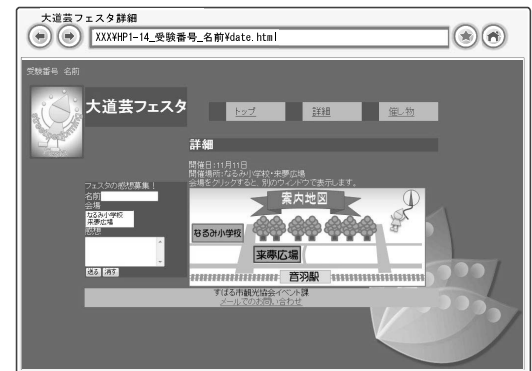 大道芸フェスタ詳細
XXX¥HP1-14_受験番号_名前¥date.html
受験番号 名前
大道芸フェスタ
トップ
詳細
催し物
詳細
開催日:11月11日
開催場所:なるみ小学校・来夢広場
会場をクリックすると、別のウィンドウで表示します。
フェスタの感想募集!
名前
会場
なるみ小学校
来夢広場
感想
送る 消す
案内地図
なるみ小学校
来夢広場
音羽駅
すばる市観光協会イベント課
メールでのお問い合わせ